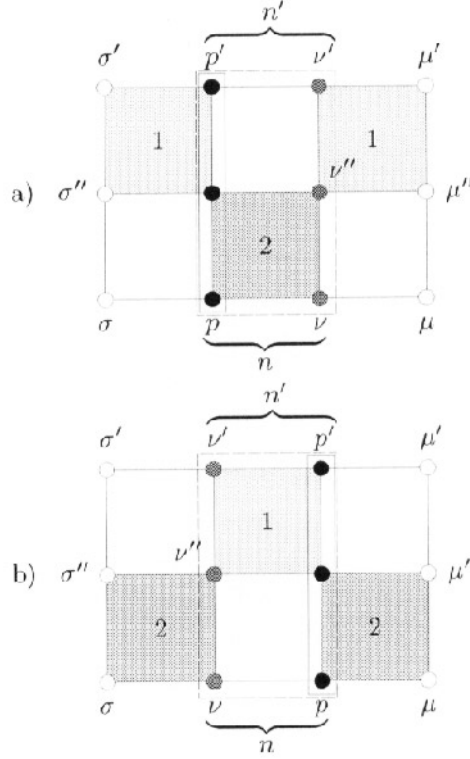 n′
σ′ p′ ν′ μ′
1 1
a) σ″ ν″ μ″
2
σ p ν μ
n
n′
σ′ ν′ p′ μ′
1
ν″
b) σ″ μ′
2 2
σ ν p μ
n